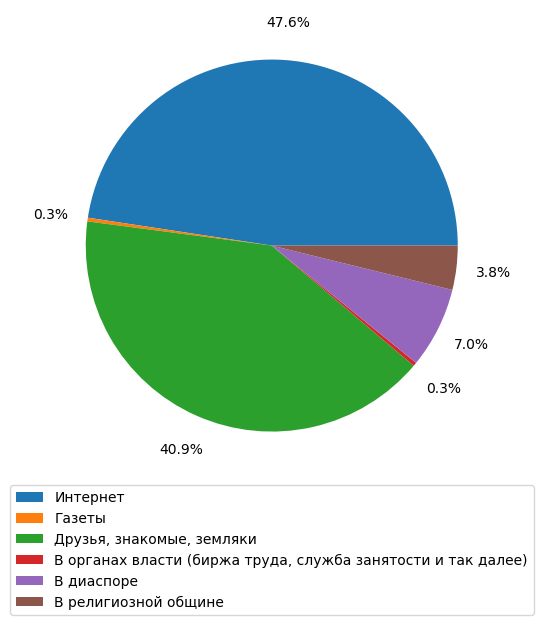 47.6%
0.3%
3.8%
7.0%
0.3%
40.9%
Интернет
Газеты
Друзья, знакомые, земляки
В органах власти (биржа труда, служба занятости и так далее)
В диаспоре
В религиозной общине